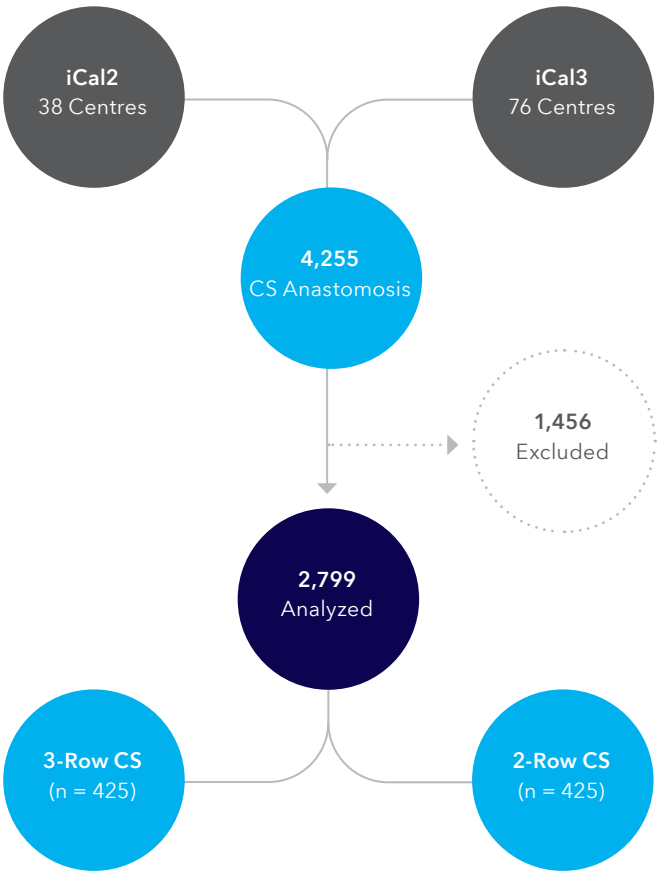 iCal2
38 Centres
iCal3
76 Centres
4,255
CS Anastomosis
1,456
Excluded
2,799
Analyzed
3-Row CS
(n = 425)
2-Row CS
(n = 425)